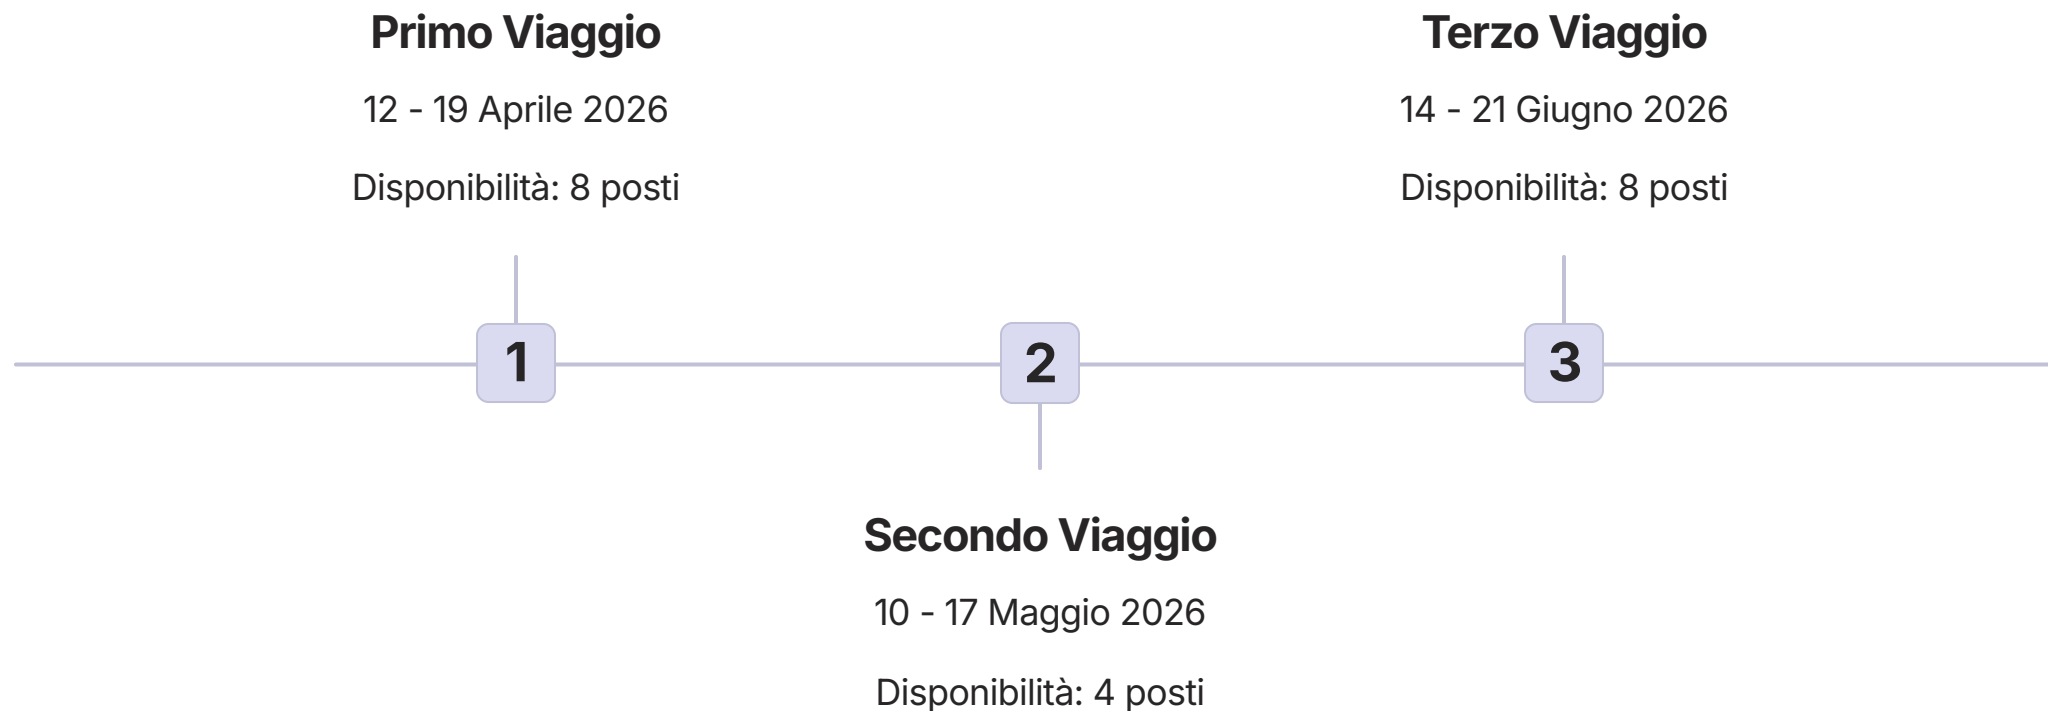 Primo Viaggio
12 - 19 Aprile 2026
Disponibilità: 8 posti
1
2
Secondo Viaggio
10 - 17 Maggio 2026
Disponibilità: 4 posti
Terzo Viaggio
14 - 21 Giugno 2026
Disponibilità: 8 posti
3